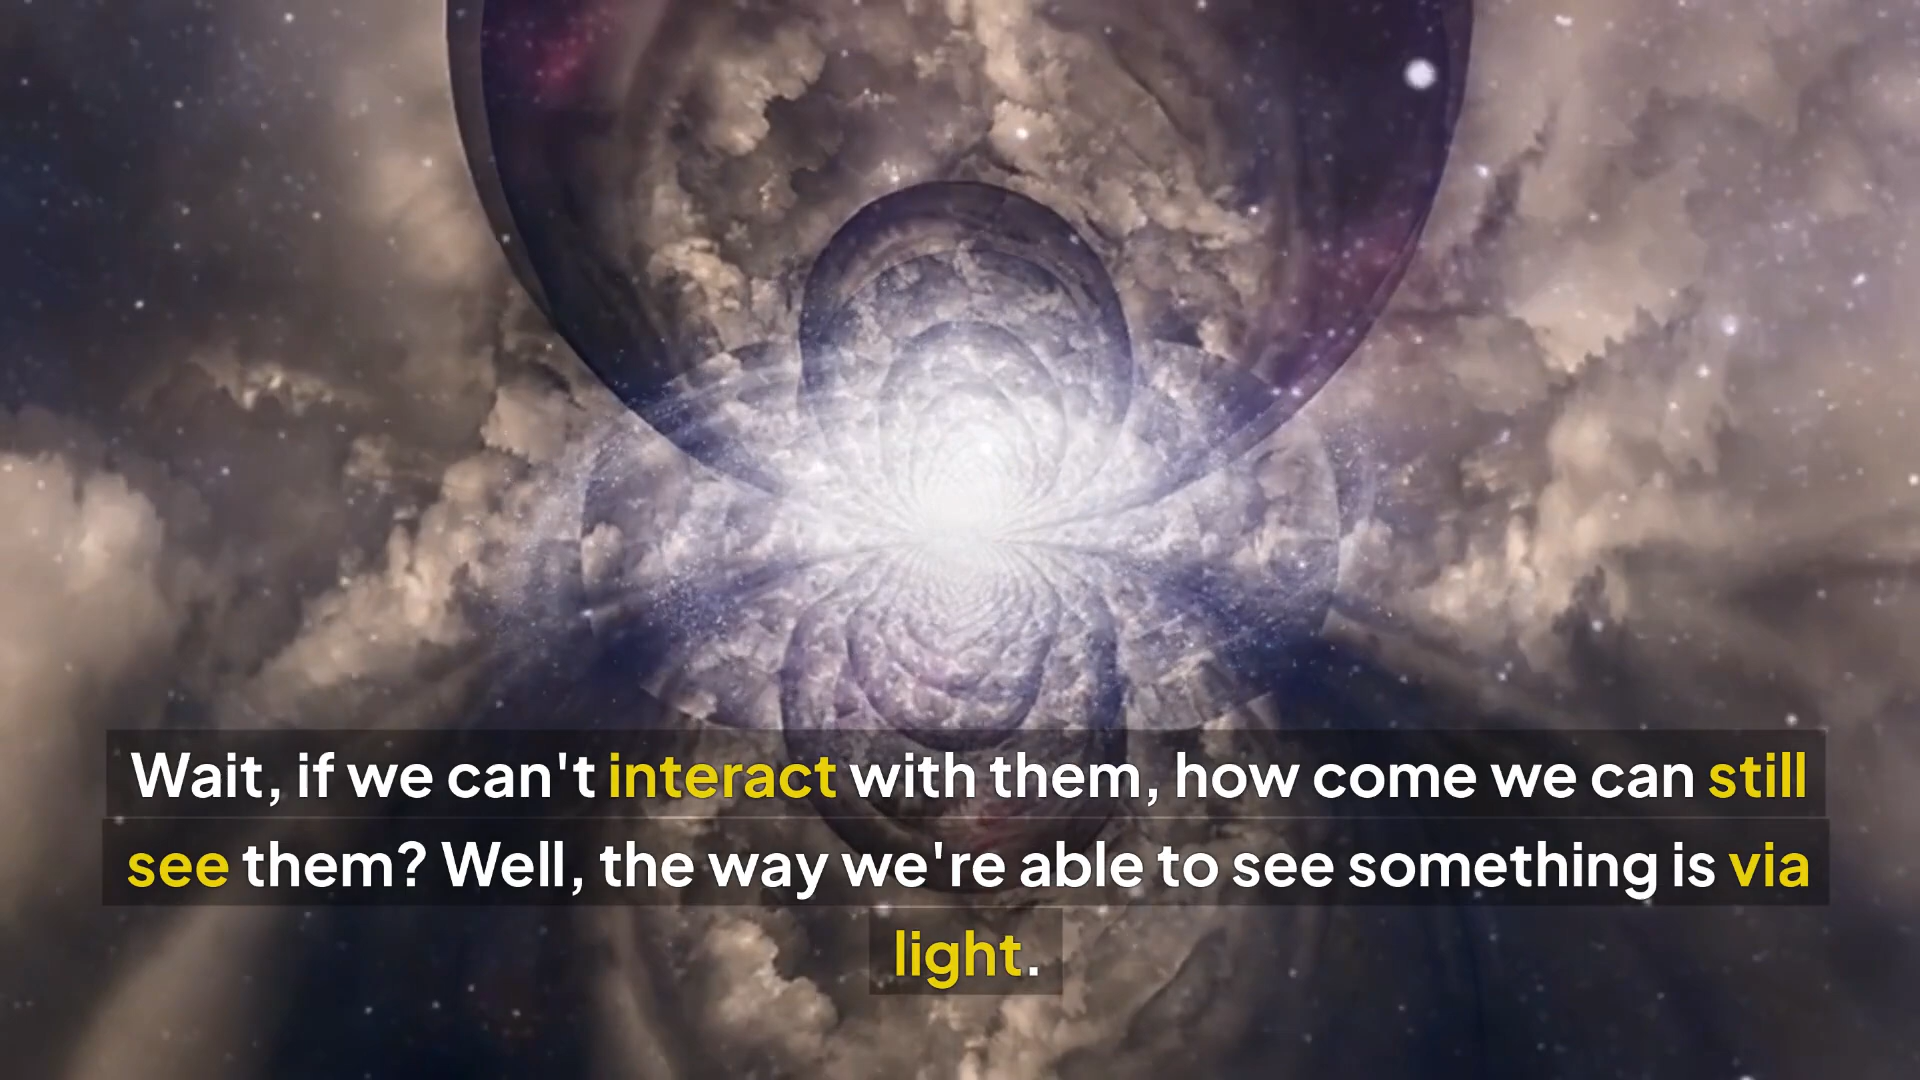 Wait, if we can't interact with them, how come we can still
see them? Well, the way we're able to see something is via
light.